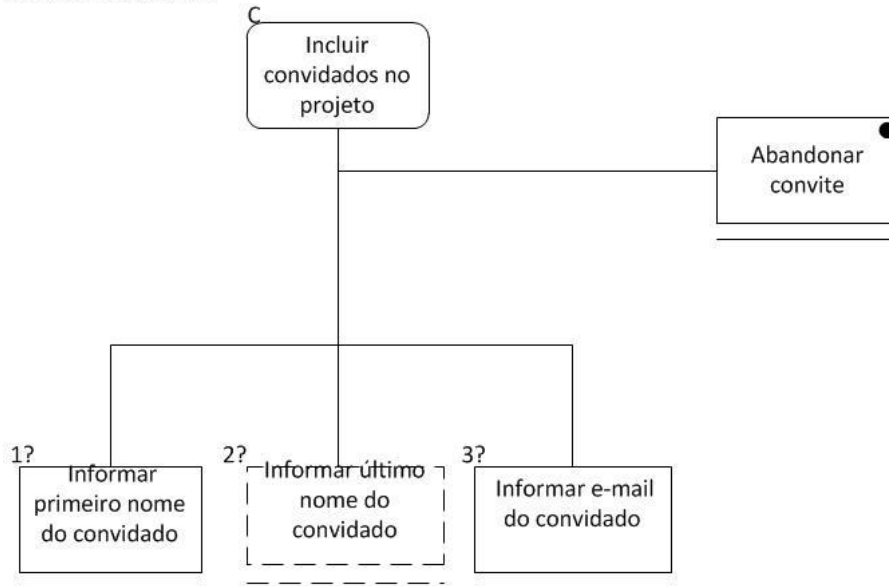 C
Incluir
convidados no
projeto
Abandonar
convite
1?
Informar
primeiro nome
do convidado
2?
Informar último
nome do
convidado
3?
Informar e-mail
do convidado